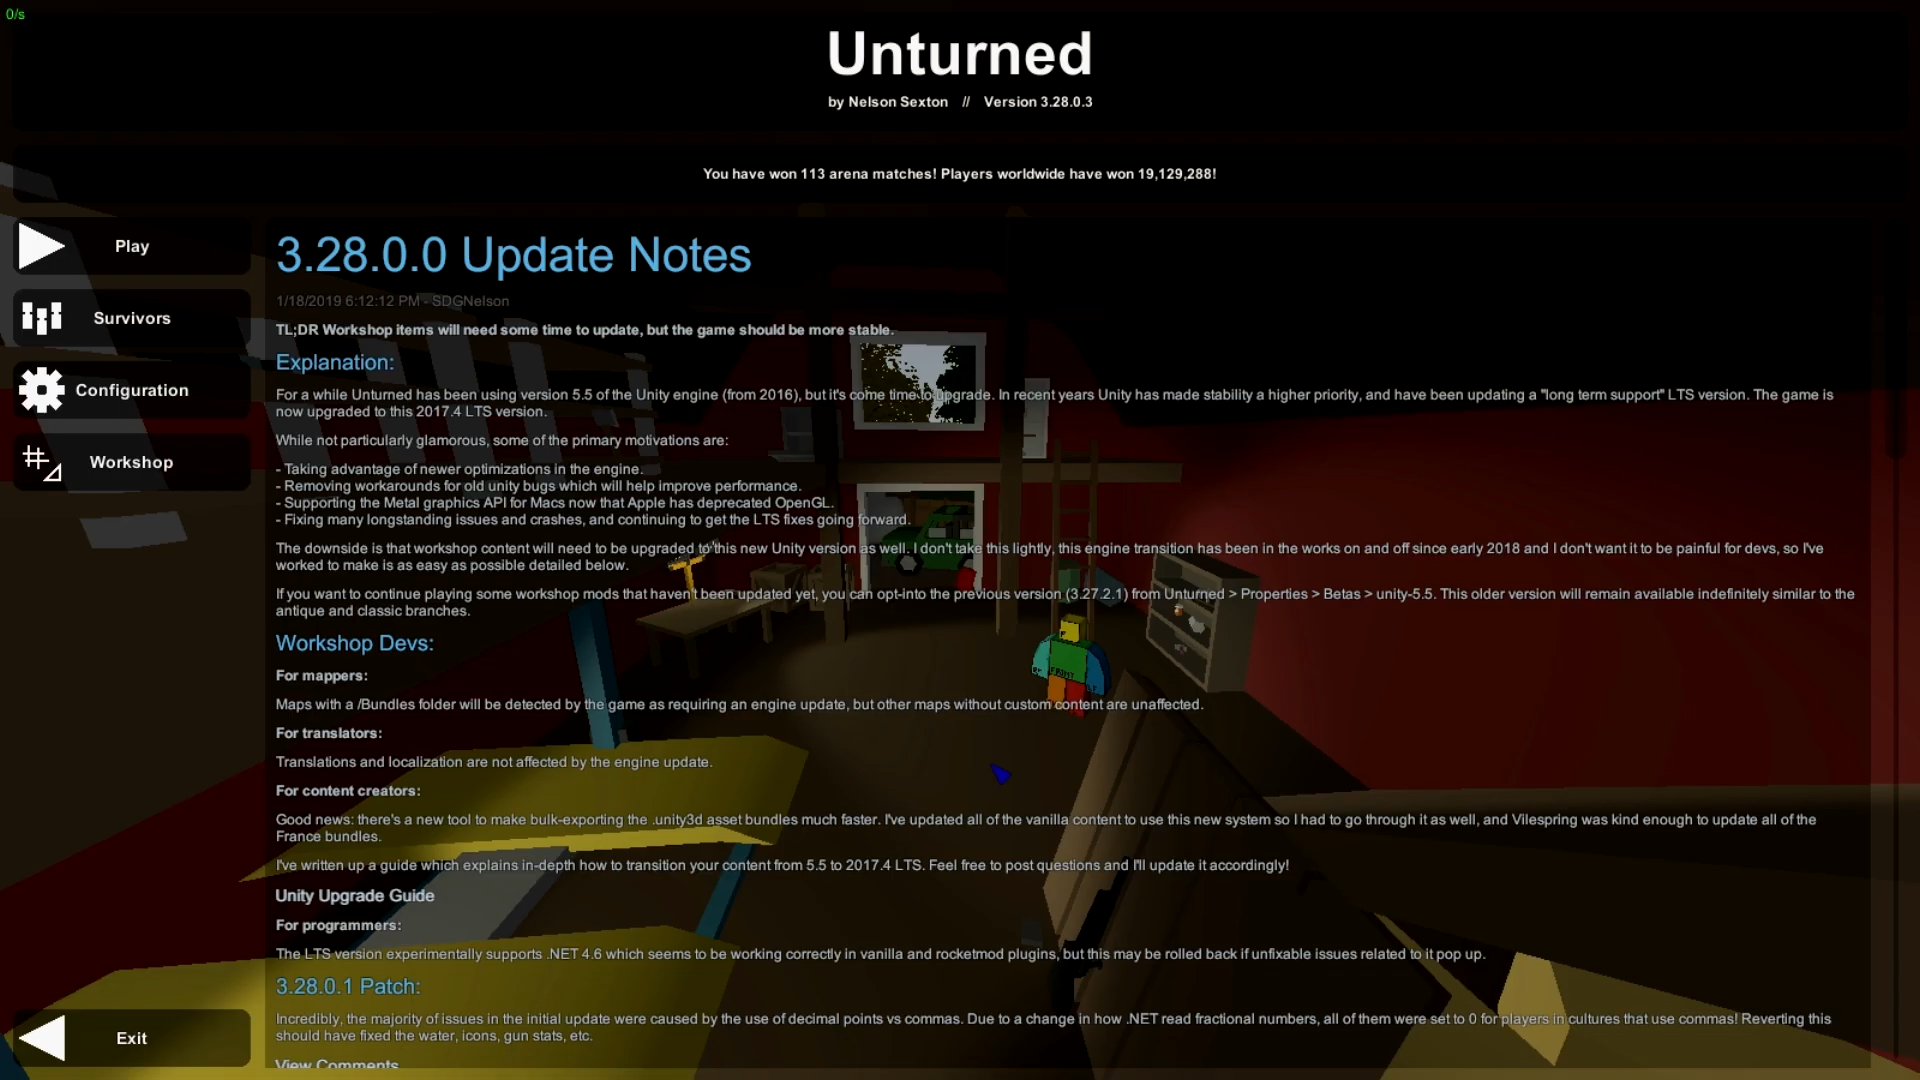 0/s
Unturned
by Nelson Sexton // Version 3.28.0.3
You have won 113 arena matches! Players worldwide have won 19,129,288!
Play
Survivors
Configuration
Workshop
Exit
3.28.0.0 Update Notes
1/18/2019 6:12:12 PM - SDGNelson
TL;DR Workshop items will need some time to update, but the game should be more stable.
Explanation:
For a while Unturned has been using version 5.5 of the Unity engine (from 2016), but it's come time to upgrade. In recent years Unity has made stability a higher priority, and have been updating a "long term support" LTS version. The game is
now upgraded to this 2017.4 LTS version.
While not particularly glamorous, some of the primary motivations are:
- Taking advantage of newer optimizations in the engine.
- Removing workarounds for old unity bugs which will help improve performance.
- Supporting the Metal graphics API for Macs now that Apple has deprecated OpenGL.
- Fixing many longstanding issues and crashes, and continuing to get the LTS fixes going forward.
The downside is that workshop content will need to be upgraded to this new Unity version as well. I don't take this lightly, this engine transition has been in the works on and off since early 2018 and I don't want it to be painful for devs, so I've
worked to make is as easy as possible detailed below.
If you want to continue playing some workshop mods that haven't been updated yet, you can opt-into the previous version (3.27.2.1) from Unturned > Properties > Betas > unity-5.5. This older version will remain available indefinitely similar to the
antique and classic branches.
Workshop Devs:
For mappers:
Maps with a /Bundles folder will be detected by the game as requiring an engine update, but other maps without custom content are unaffected.
For translators:
Translations and localization are not affected by the engine update.
For content creators:
Good news: there's a new tool to make bulk-exporting the .unity3d asset bundles much faster. I've updated all of the vanilla content to use this new system so I had to go through it as well, and Vilespring was kind enough to update all of the
France bundles.
I've written up a guide which explains in-depth how to transition your content from 5.5 to 2017.4 LTS. Feel free to post questions and I'll update it accordingly!
Unity Upgrade Guide
For programmers:
The LTS version experimentally supports .NET 4.6 which seems to be working correctly in vanilla and rocketmod plugins, but this may be rolled back if unfixable issues related to it pop up.
3.28.0.1 Patch:
Incredibly, the majority of issues in the initial update were caused by the use of decimal points vs commas. Due to a change in how .NET read fractional numbers, all of them were set to 0 for players in cultures that use commas! Reverting this
should have fixed the water, icons, gun stats, etc.
View Comments